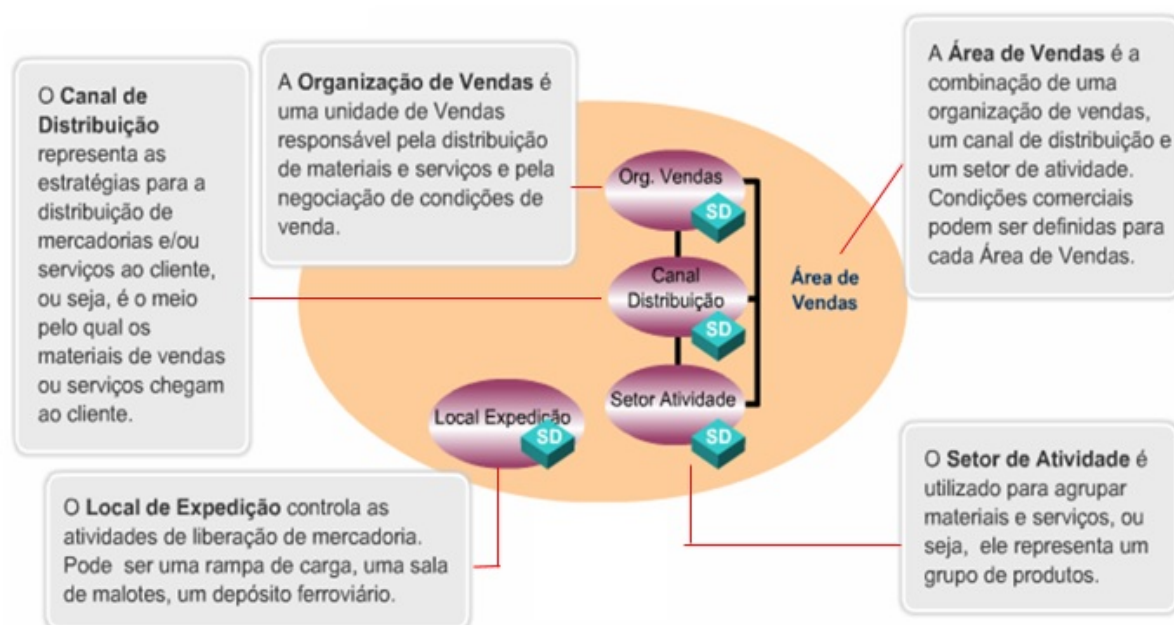 O Canal de
Distribuição
representa as
estratégias para a
distribuição de
mercadorias e/ou
serviços ao cliente,
ou seja, é o meio
pelo qual os
materiais de vendas
ou serviços chegam
ao cliente.
A Organização de Vendas é
uma unidade de Vendas
responsável pela distribuição
de materiais e serviços e pela
negociação de condições de
venda.
A Área de Vendas é a
combinação de uma
organização de vendas,
um canal de distribuição e
um setor de atividade.
Condições comerciais
podem ser definidas para
cada Área de Vendas.
Org. Vendas
SD
Canal
Distribuição
SD
Área de
Vendas
Setor Atividade
SD
Local Expedição
SD
O Local de Expedição controla as
atividades de liberação de mercadoria.
Pode ser uma rampa de carga, uma sala
de malotes, um depósito ferroviário.
O Setor de Atividade é
utilizado para agrupar
materiais e serviços, ou
seja, ele representa um
grupo de produtos.